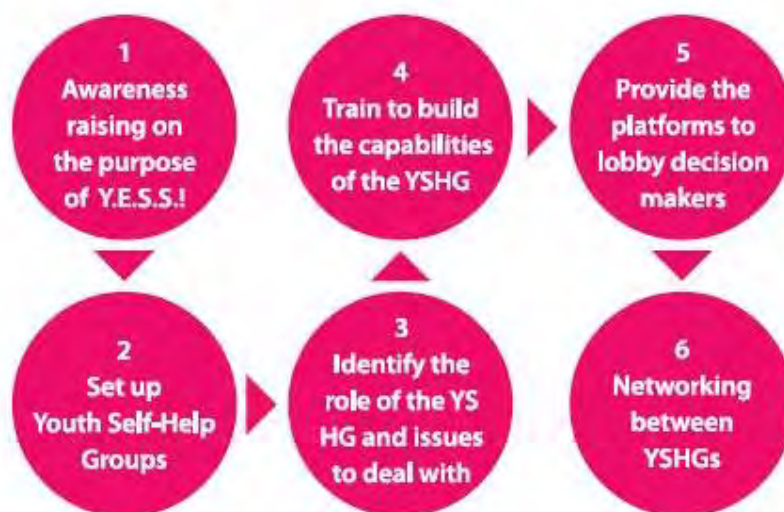 1
Awareness
raising on
the purpose
of Y.E.S.S.!
2
Set up
Youth Self-Help
Groups
3
Identify the
role of the YS
HG and issues
to deal with
4
Train to build
the capabilities
of the YSHG
5
Provide the
platforms to
lobby decision
makers
6
Networking
between
YSHGs